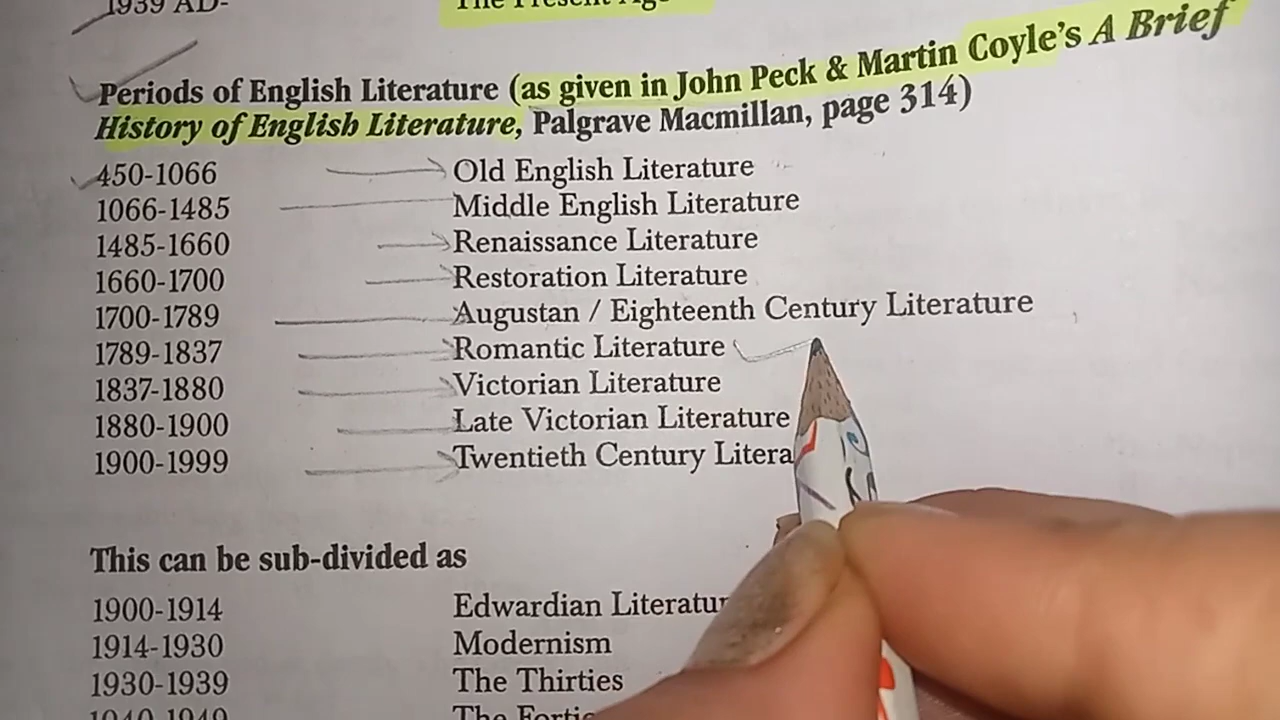 1939 AD-
The Present Age
Periods of English Literature (as given in John Peck & Martin Coyle's A Brief
History of English Literature, Palgrave Macmillan, page 314)
450-1066 Old English Literature
1066-1485 Middle English Literature
1485-1660 Renaissance Literature
1660-1700 Restoration Literature
1700-1789 Augustan / Eighteenth Century Literature
1789-1837 Romantic Literature
1837-1880 Victorian Literature
1880-1900 Late Victorian Literature
1900-1999 Twentieth Century Litera
This can be sub-divided as
1900-1914 Edwardian Literatur
1914-1930 Modernism
1930-1939 The Thirties
1940-1949 The Fortie